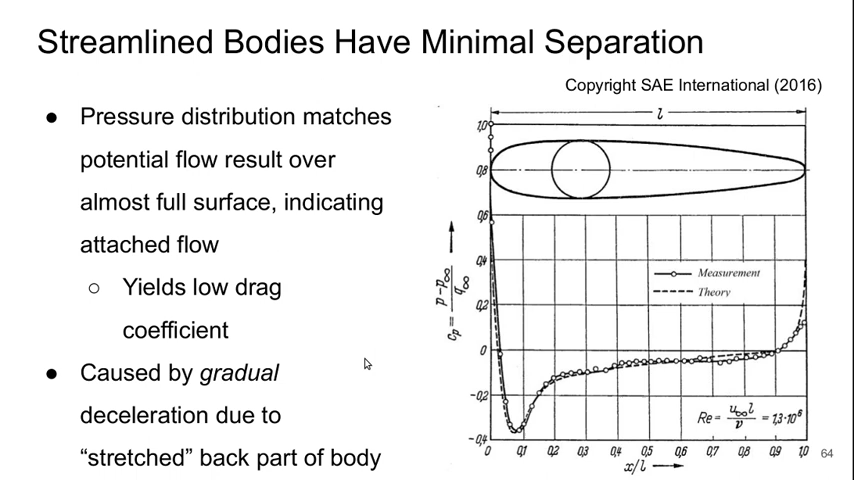 Streamlined Bodies Have Minimal Separation
Copyright SAE International (2016)
● Pressure distribution matches
potential flow result over
almost full surface, indicating
attached flow
○ Yields low drag
coefficient
● Caused by gradual
deceleration due to
“stretched” back part of body
l
1,0
0,8
0,6
0,4
0,2
0
-0,2
-0,4
c_p = (p - p_∞) / q_∞
Measurement
Theory
Re = u_∞ l / ν = 1,3·10⁶
0 0,1 0,2 0,3 0,4 0,5 0,6 0,7 0,8 0,9 1,0
x/l
64